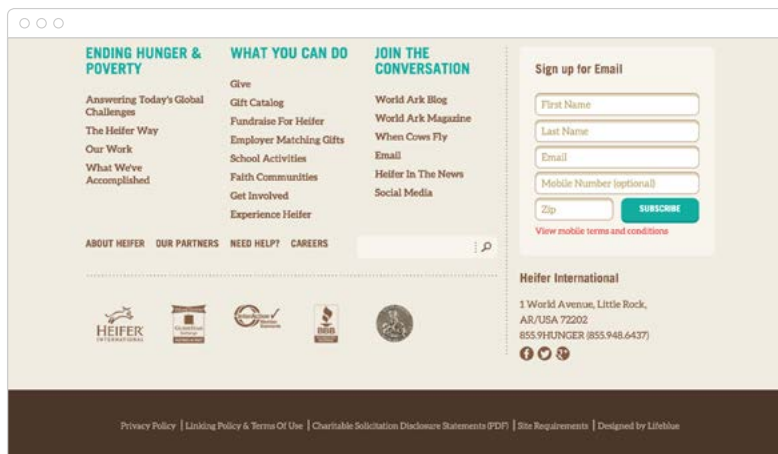 ENDING HUNGER &
POVERTY
Answering Today's Global
Challenges
The Heifer Way
Our Work
What We've
Accomplished
WHAT YOU CAN DO
Give
Gift Catalog
Fundraise For Heifer
Employer Matching Gifts
School Activities
Faith Communities
Get Involved
Experience Heifer
JOIN THE
CONVERSATION
World Ark Blog
World Ark Magazine
When Cows Fly
Email
Heifer In The News
Social Media
ABOUT HEIFER OUR PARTNERS NEED HELP? CAREERS
HEIFER
INTERNATIONAL
BBB
Sign up for Email
First Name
Last Name
Email
Mobile Number (optional)
Zip
SUBSCRIBE
View mobile terms and conditions
Heifer International
1 World Avenue, Little Rock,
AR/USA 72202
855.9HUNGER (855.948.6437)
Privacy Policy | Linking Policy & Terms Of Use | Charitable Solicitation Disclosure Statements (PDF) | Site Requirements | Designed by Lifeblue